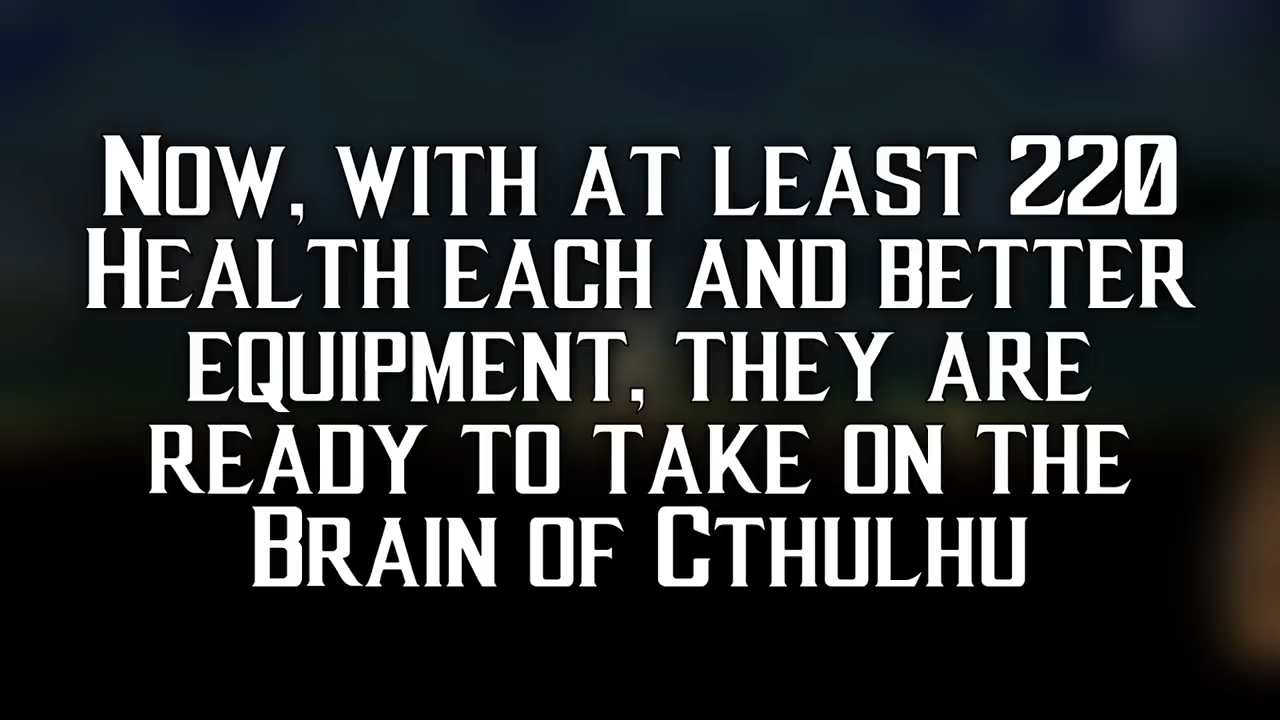 Now, with at least 220
Health each and better
equipment, they are
ready to take on the
Brain of Cthulhu